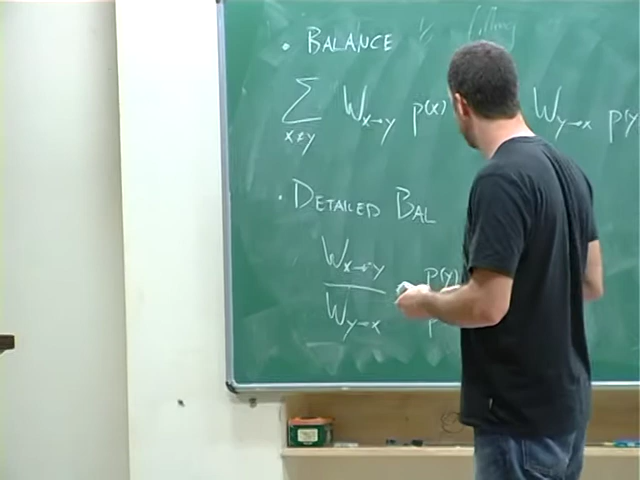 • BALANCE
∑ W x→y p(x) W y→x p(y
x≠y
• DETAILED BAL
W x→y p(y)
W y→x p